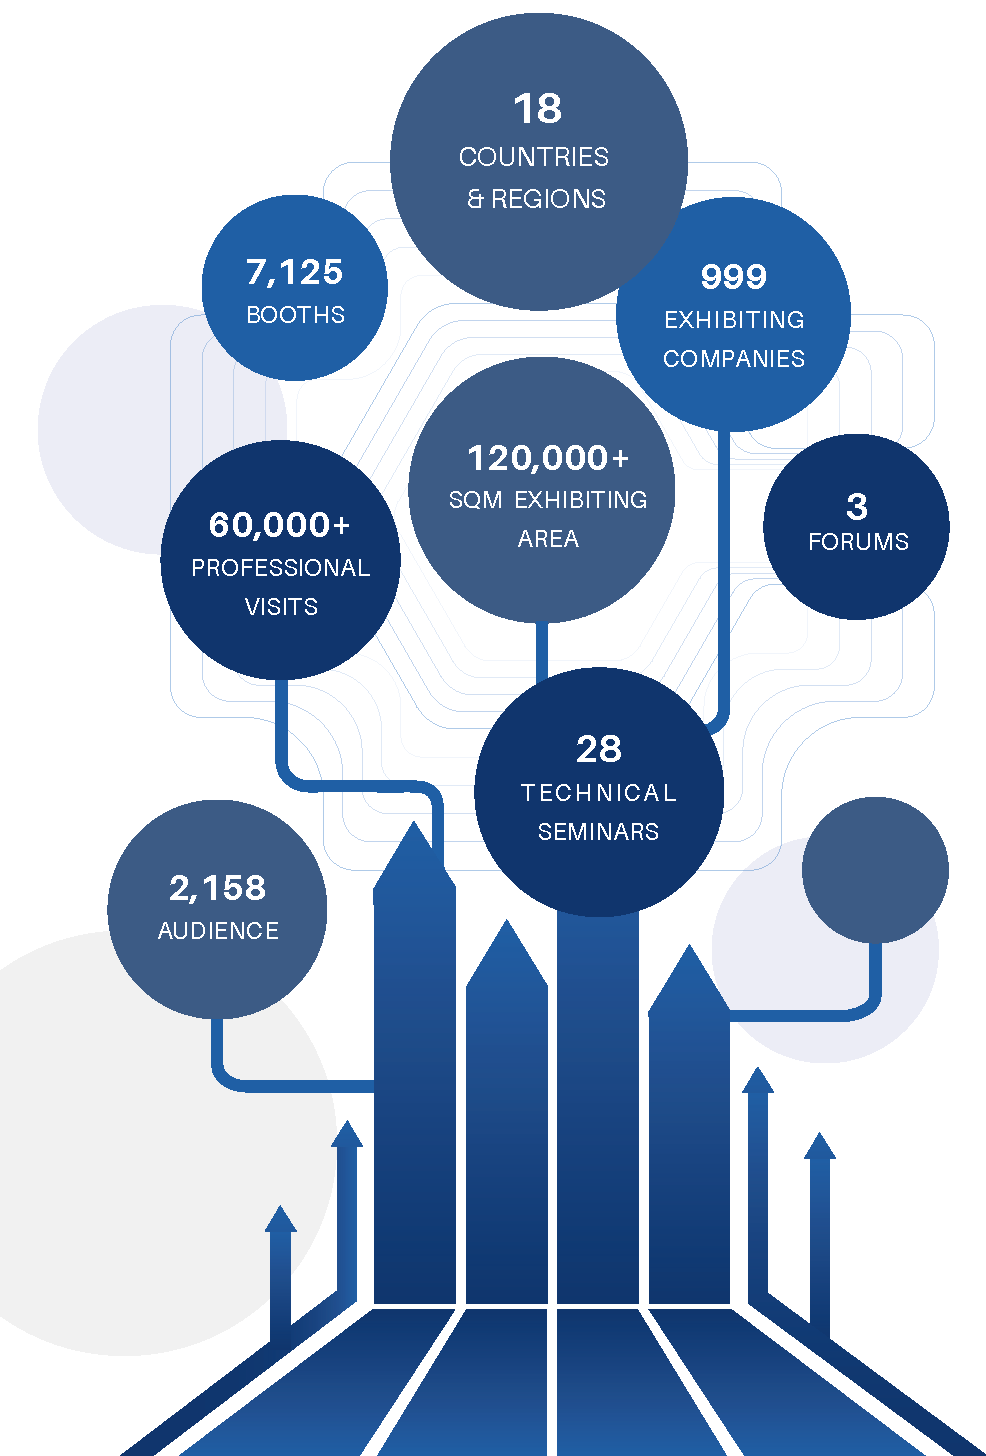 18
COUNTRIES
& REGIONS
7,125
BOOTHS
999
EXHIBITING
COMPANIES
120,000+
SQM EXHIBITING
AREA
60,000+
PROFESSIONAL
VISITS
3
FORUMS
28
TECHNICAL
SEMINARS
2,158
AUDIENCE